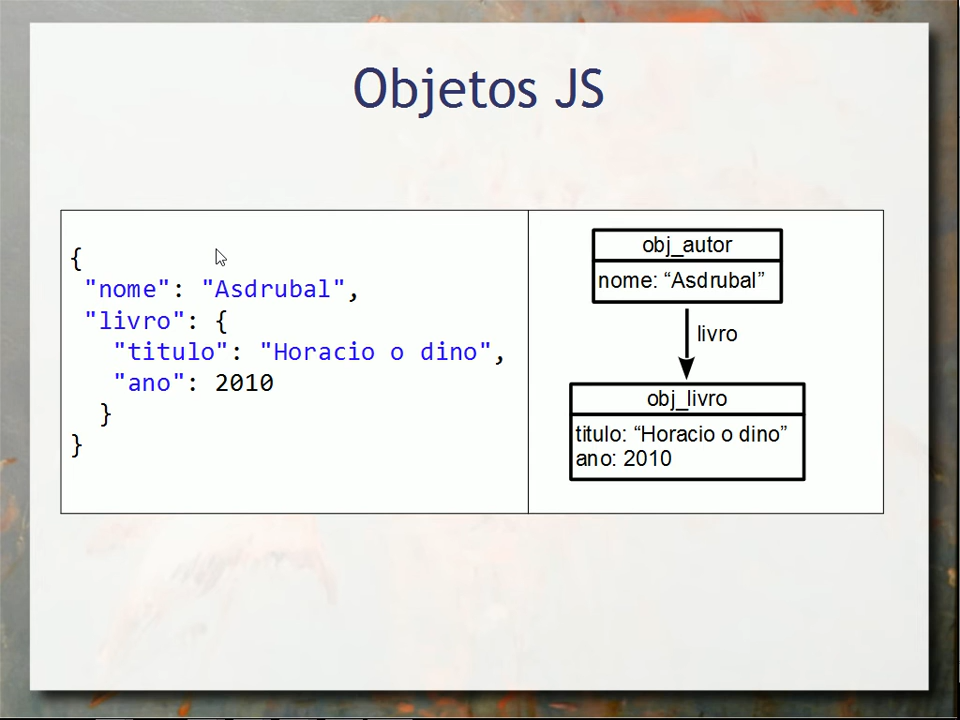 Objetos JS
{
"nome": "Asdrubal",
"livro": {
"titulo": "Horacio o dino",
"ano": 2010
}
}
obj_autor
nome: “Asdrubal”
livro
obj_livro
titulo: “Horacio o dino”
ano: 2010